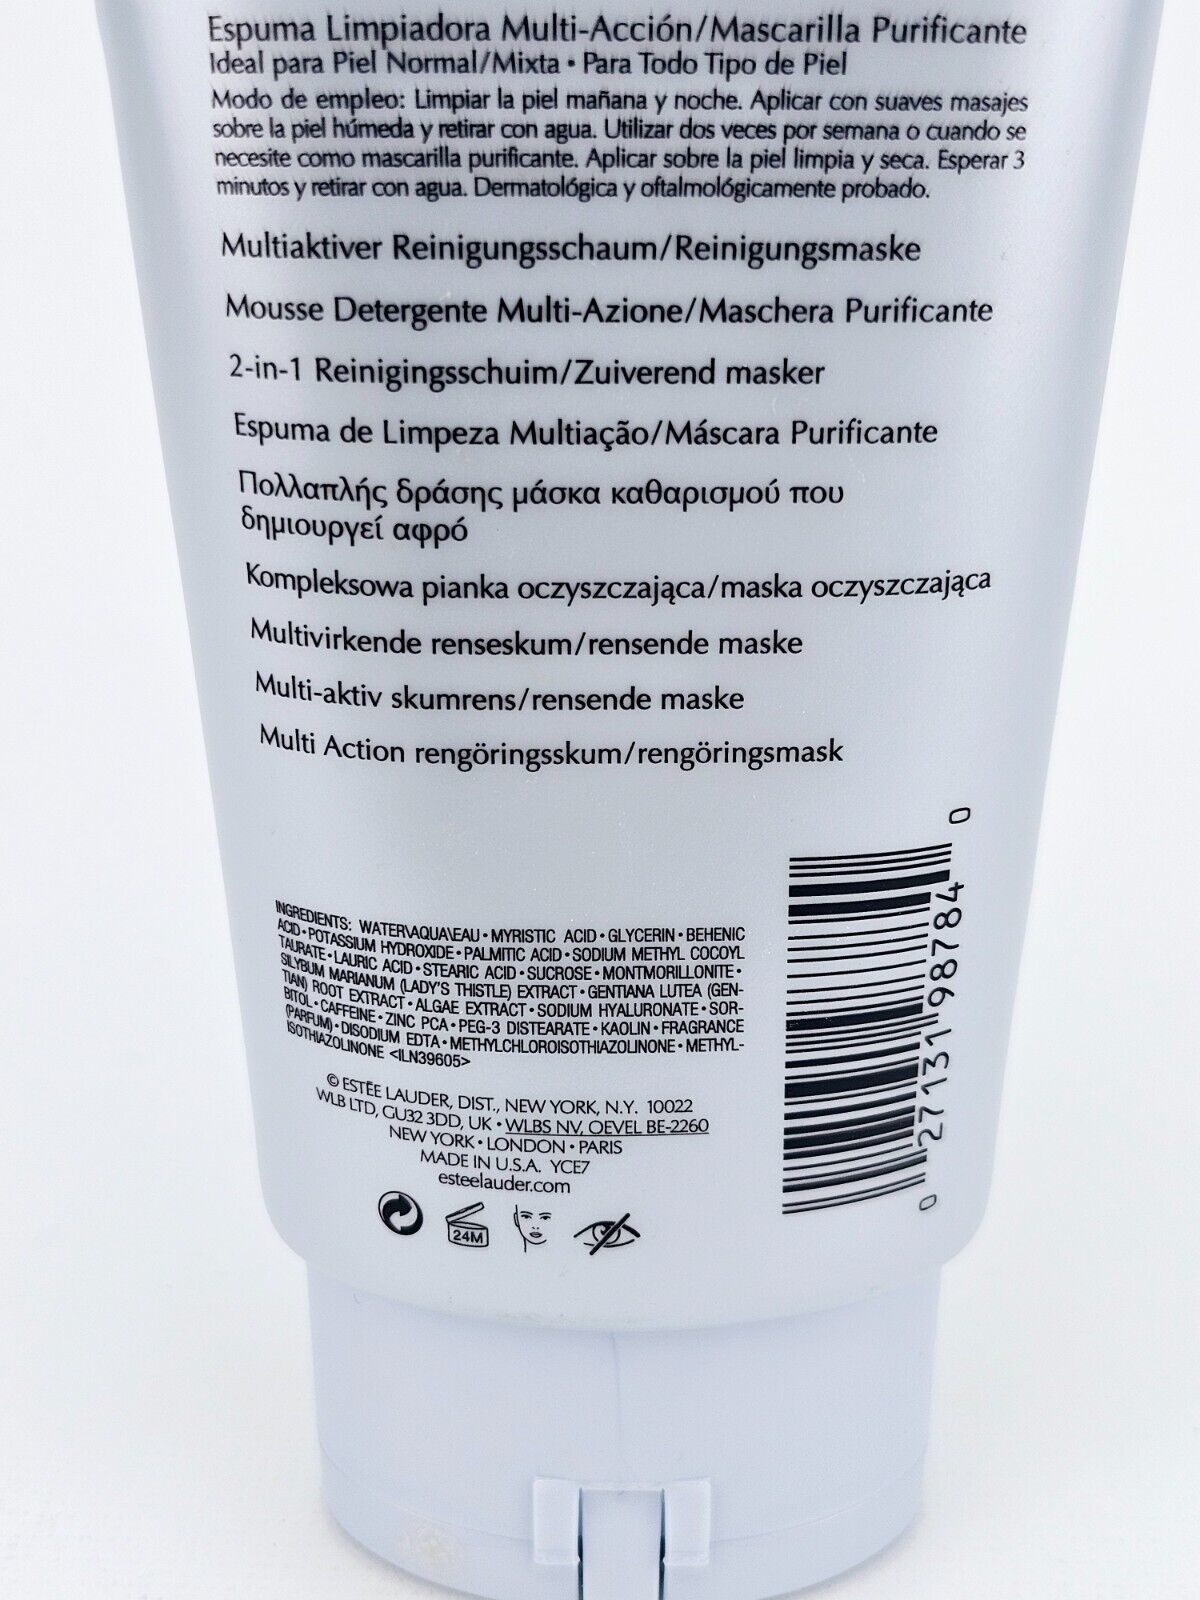 Espuma Limpiadora Multi-Acción/Mascarilla Purificante
Ideal para Piel Normal/Mixta • Para Todo Tipo de Piel
Modo de empleo: Limpiar la piel mañana y noche. Aplicar con suaves masajes
sobre la piel húmeda y retirar con agua. Utilizar dos veces por semana o cuando se
necesite como mascarilla purificante. Aplicar sobre la piel limpia y seca. Esperar 3
minutos y retirar con agua. Dermatológica y oftalmológicamente probado.
Multiaktiver Reinigungsschaum/Reinigungsmaske
Mousse Detergente Multi-Azione/Maschera Purificante
2-in-1 Reinigingsschuim/Zuiverend masker
Espuma de Limpeza Multiação/Máscara Purificante
Πολλαπλής δράσης μάσκα καθαρισμού που
δημιουργεί αφρό
Kompleksowa pianka oczyszczająca/maska oczyszczająca
Multivirkende renseskum/rensende maske
Multi-aktiv skumrens/rensende maske
Multi Action rengöringsskum/rengöringsmask
INGREDIENTS: WATER\AQUA\EAU • MYRISTIC ACID • GLYCERIN • BEHENIC
ACID • POTASSIUM HYDROXIDE • PALMITIC ACID • SODIUM METHYL COCOYL
TAURATE • LAURIC ACID • STEARIC ACID • SUCROSE • MONTMORILLONITE •
SILYBUM MARIANUM (LADY'S THISTLE) EXTRACT • GENTIANA LUTEA (GEN-
TIAN) ROOT EXTRACT • ALGAE EXTRACT • SODIUM HYALURONATE • SOR-
BITOL • CAFFEINE • ZINC PCA • PEG-3 DISTEARATE • KAOLIN • FRAGRANCE
(PARFUM) • DISODIUM EDTA • METHYLCHLOROISOTHIAZOLINONE • METHYL-
ISOTHIAZOLINONE <ILN39605>
© ESTĒE LAUDER, DIST., NEW YORK, N.Y. 10022
WLB LTD, GU32 3DD, UK • WLBS NV, OEVEL BE-2260
NEW YORK • LONDON • PARIS
MADE IN U.S.A. YCE7
esteelauder.com
24M
0 27131 98784 0